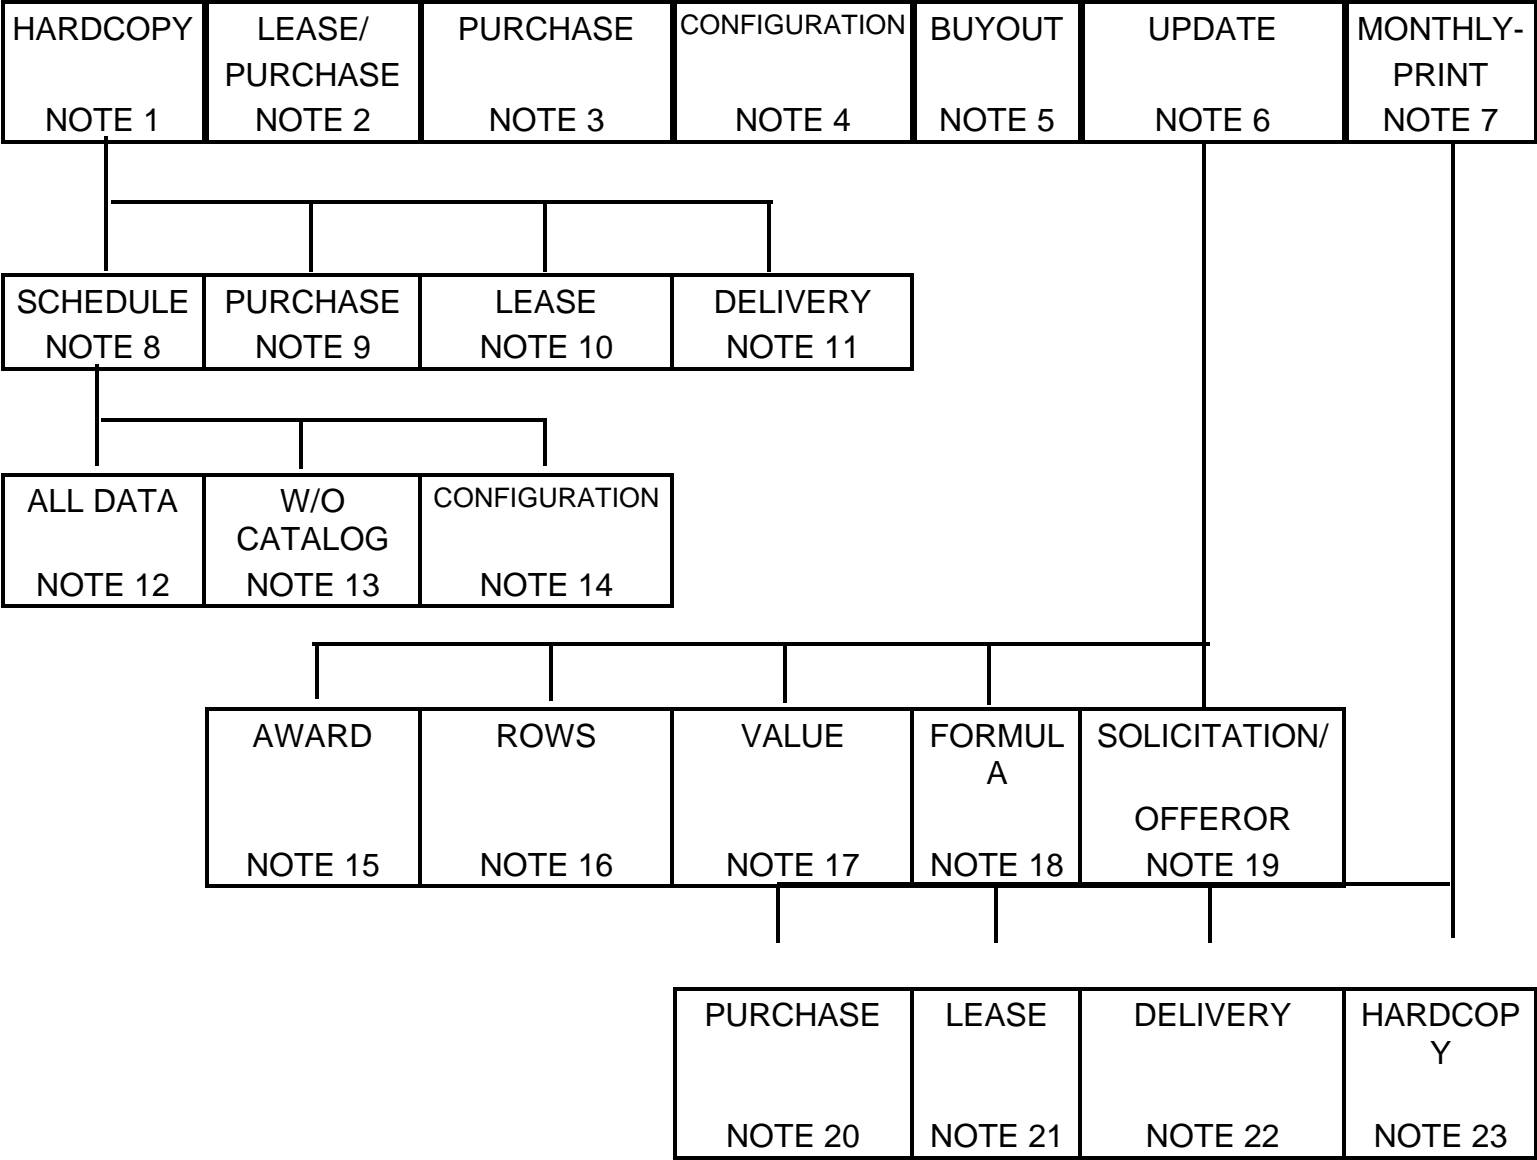 HARDCOPY
NOTE 1
LEASE/
PURCHASE
NOTE 2
PURCHASE
NOTE 3
CONFIGURATION
NOTE 4
BUYOUT
NOTE 5
UPDATE
NOTE 6
MONTHLY-
PRINT
NOTE 7
SCHEDULE
NOTE 8
PURCHASE
NOTE 9
LEASE
NOTE 10
DELIVERY
NOTE 11
ALL DATA
NOTE 12
W/O
CATALOG
NOTE 13
CONFIGURATION
NOTE 14
AWARD
NOTE 15
ROWS
NOTE 16
VALUE
NOTE 17
FORMUL
A
NOTE 18
SOLICITATION/
OFFEROR
NOTE 19
PURCHASE
NOTE 20
LEASE
NOTE 21
DELIVERY
NOTE 22
HARDCOP
Y
NOTE 23